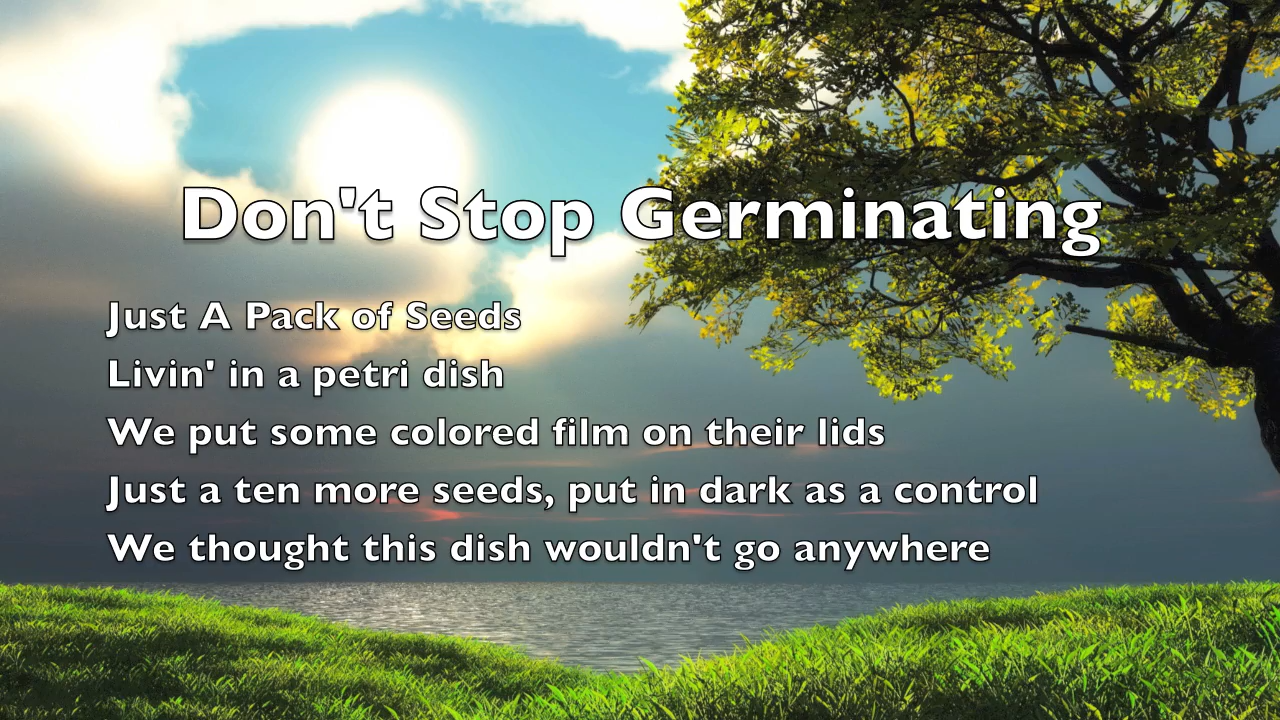 Don't Stop Germinating
Just A Pack of Seeds
Livin' in a petri dish
We put some colored film on their lids
Just a ten more seeds, put in dark as a control
We thought this dish wouldn't go anywhere